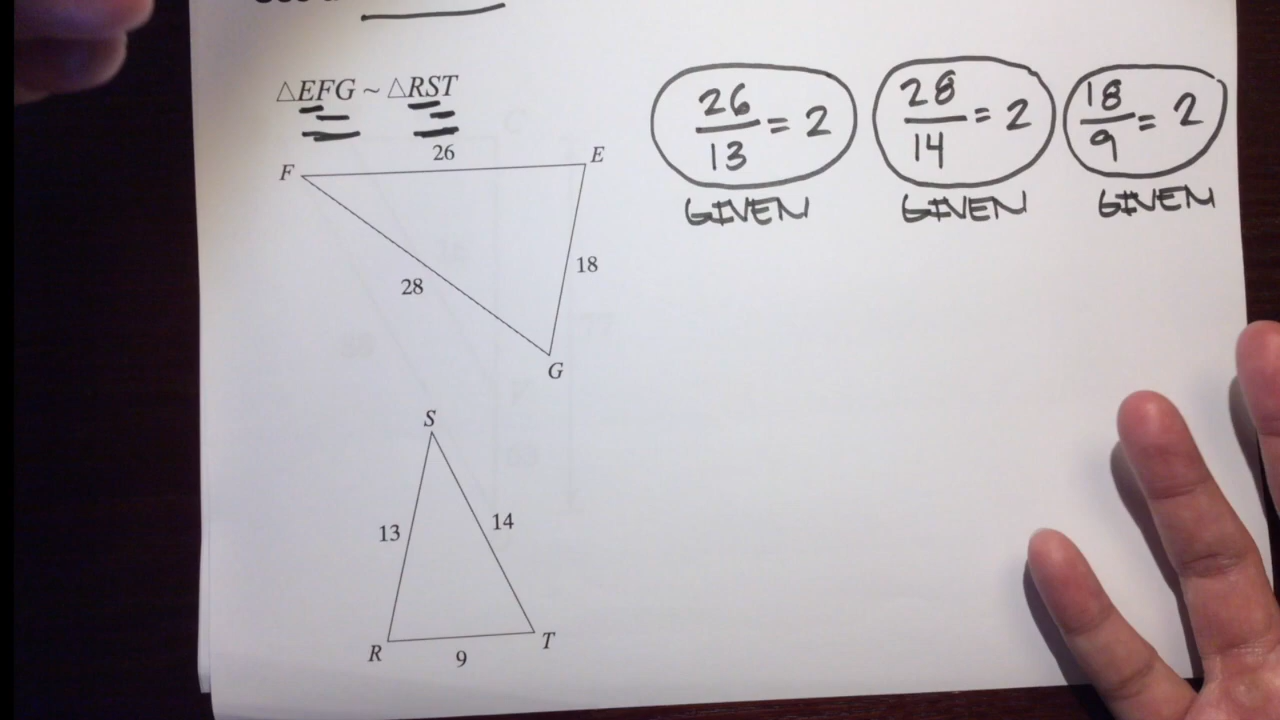 △EFG ~ △RST
26
F
E
28
18
G
S
13
14
R
T
9
26/13 = 2
28/14 = 2
18/9 = 2
GIVEN
GIVEN
GIVEN